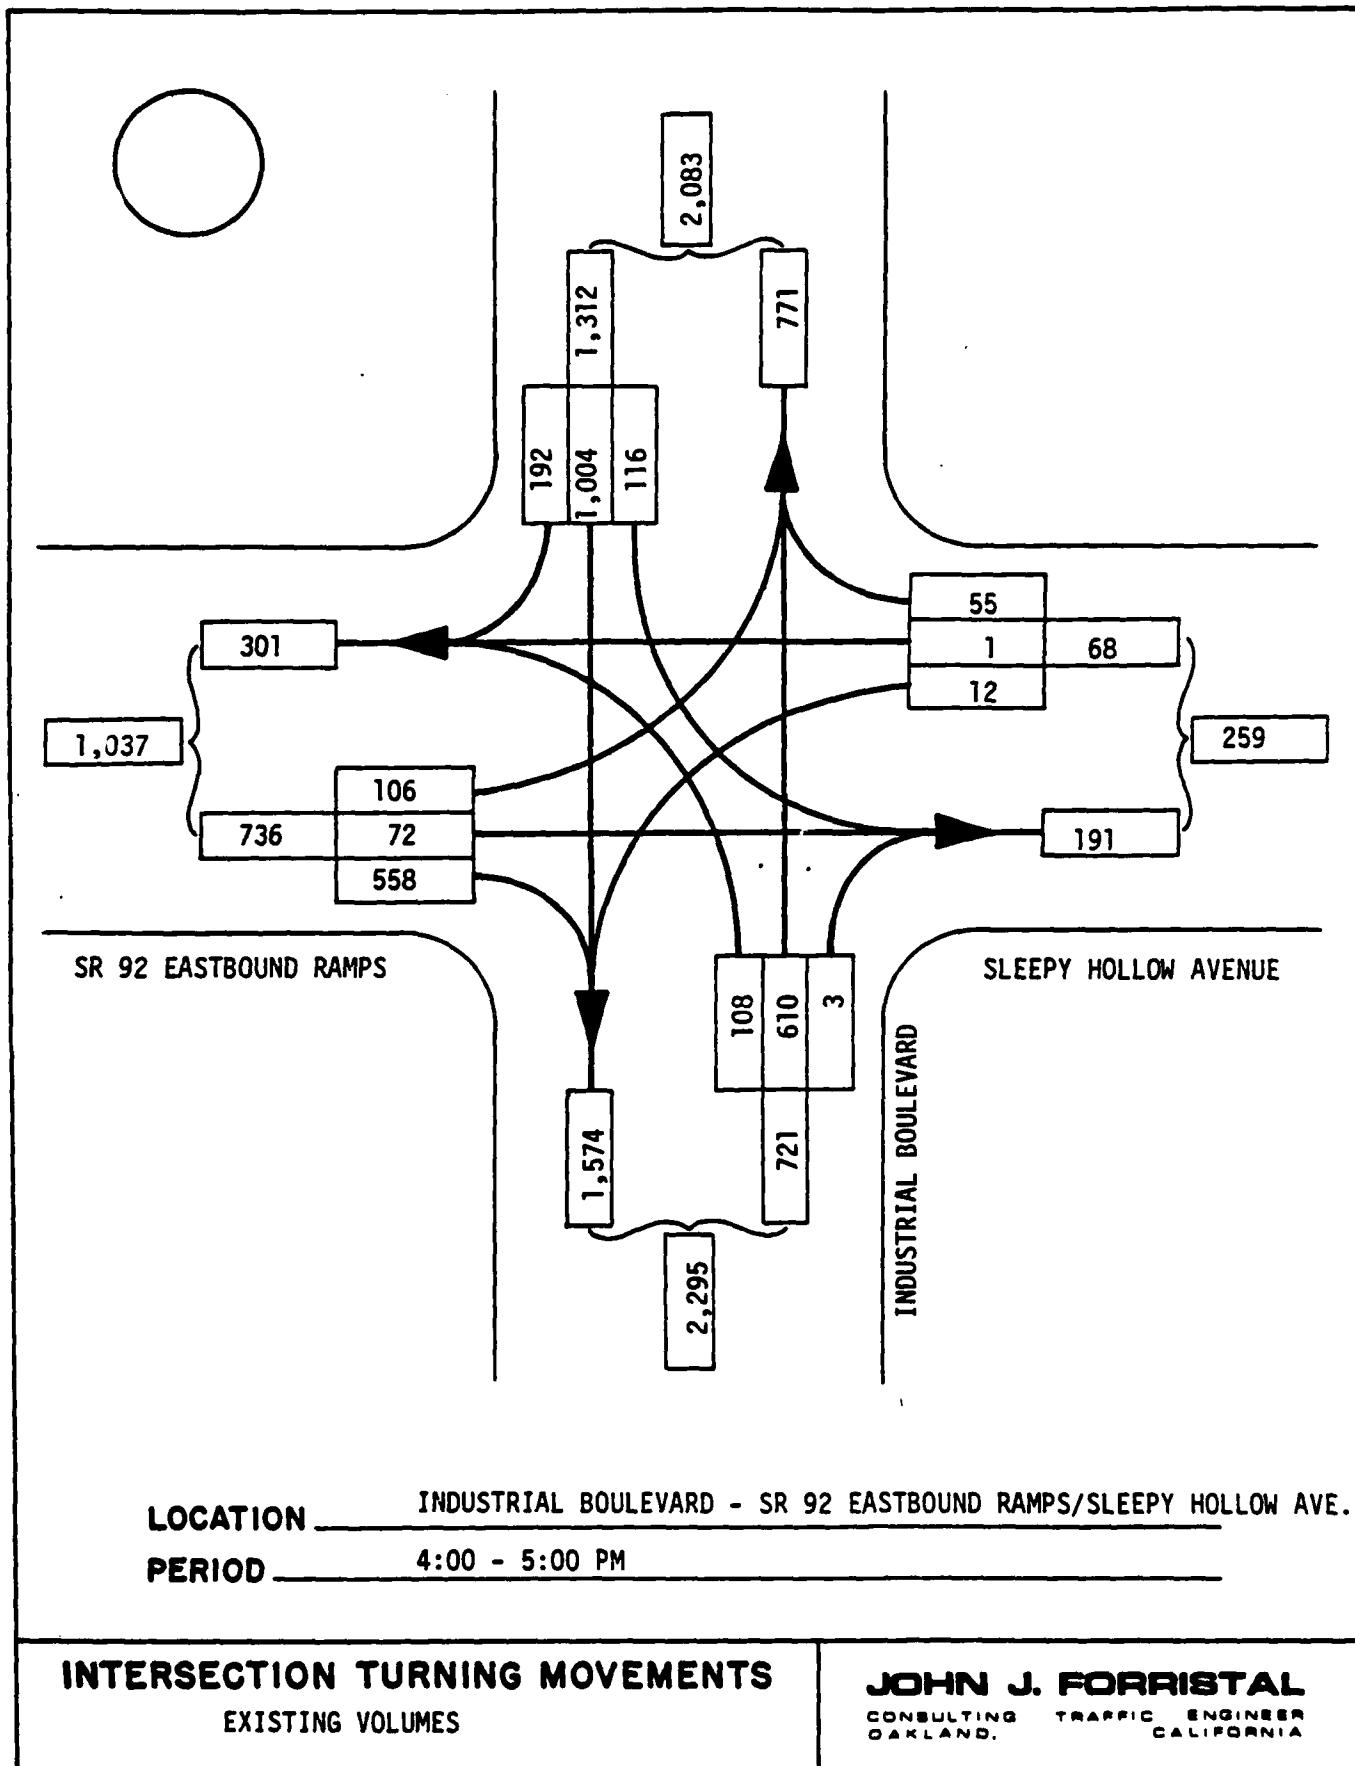 2,083
1,312
771
192
1,004
116
55
301
1
68
12
1,037
259
106
736
72
191
558
SR 92 EASTBOUND RAMPS
SLEEPY HOLLOW AVENUE
108
610
3
INDUSTRIAL BOULEVARD
1,574
721
2,295
LOCATION INDUSTRIAL BOULEVARD - SR 92 EASTBOUND RAMPS/SLEEPY HOLLOW AVE.
PERIOD 4:00 - 5:00 PM
INTERSECTION TURNING MOVEMENTS
EXISTING VOLUMES
JOHN J. FORRISTAL
CONSULTING TRAFFIC ENGINEER
OAKLAND, CALIFORNIA